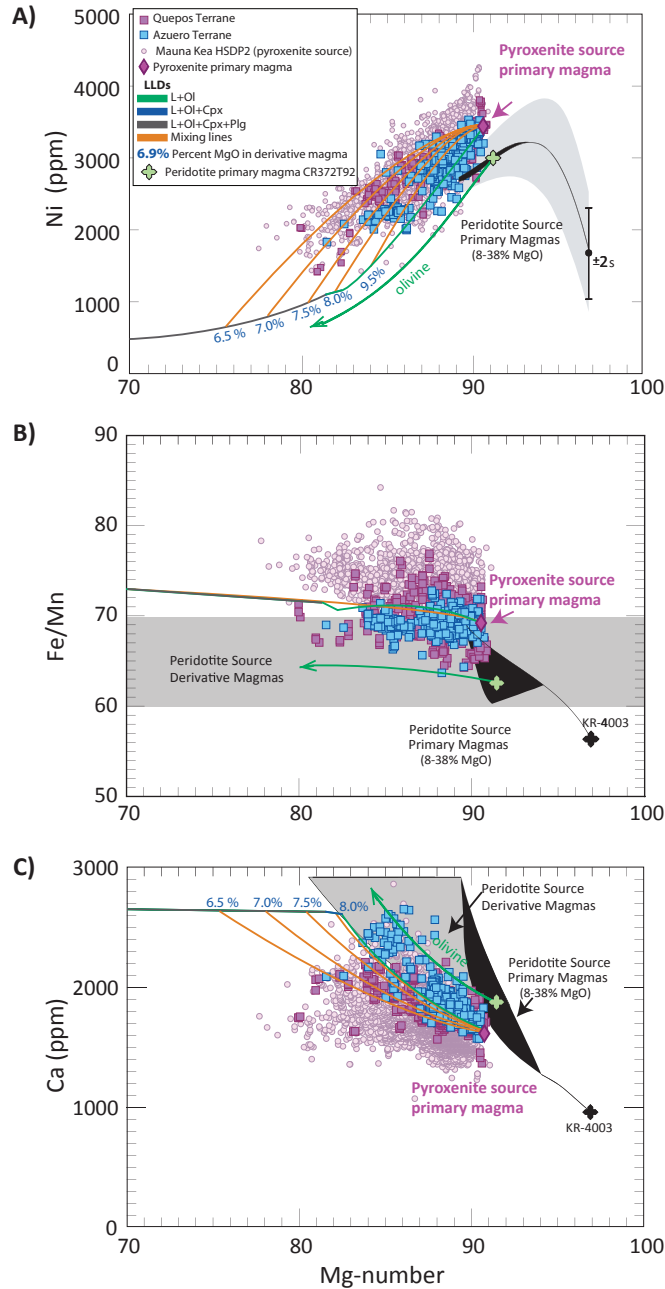 A)
5000
4000
3000
2000
1000
0
Ni (ppm)
Quepos Terrane
Azuero Terrane
Mauna Kea HSDP2 (pyroxenite source)
Pyroxenite primary magma
LLDs
L+Ol
L+Ol+Cpx
L+Ol+Cpx+Plg
Mixing lines
6.9% Percent MgO in derivative magma
Peridotite primary magma CR372T92
Pyroxenite source
primary magma
Peridotite Source
Primary Magmas
(8-38% MgO)
±2s
olivine
6.5 %
7.0%
7.5%
8.0%
9.5%
70
80
90
100
B)
90
80
70
60
50
Fe/Mn
Pyroxenite source
primary magma
Peridotite Source
Derivative Magmas
Peridotite Source
Primary Magmas
(8-38% MgO)
KR-4003
70
80
90
100
C)
3000
2000
1000
0
Ca (ppm)
6.5 %
7.0%
7.5%
8.0%
olivine
Peridotite Source
Derivative Magmas
Peridotite Source
Primary Magmas
(8-38% MgO)
Pyroxenite source
primary magma
KR-4003
70
80
90
100
Mg-number